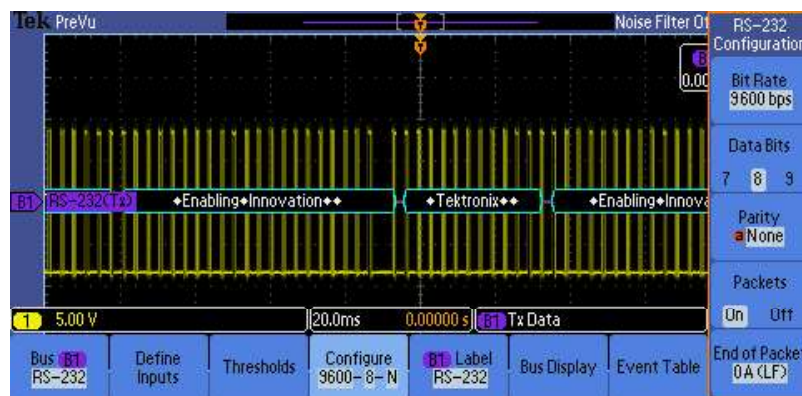 Tek PreVu
Noise Filter Of
RS-232
Configuration
B
0.00
Bit Rate
9600 bps
Data Bits
7 8 9
B1 RS-232(Tx) ◆Enabling◆Innovation◆◆ ◆Tektronix◆◆ ◆Enabling◆Innova
Parity
a None
Packets
On Off
1 5.00 V 20.0ms 0.00000 s B1 Tx Data
End of Packe
0A (LF)
Bus B1
RS-232
Define
Inputs
Thresholds
Configure
9600-8-N
B1 Label
RS-232
Bus Display
Event Table